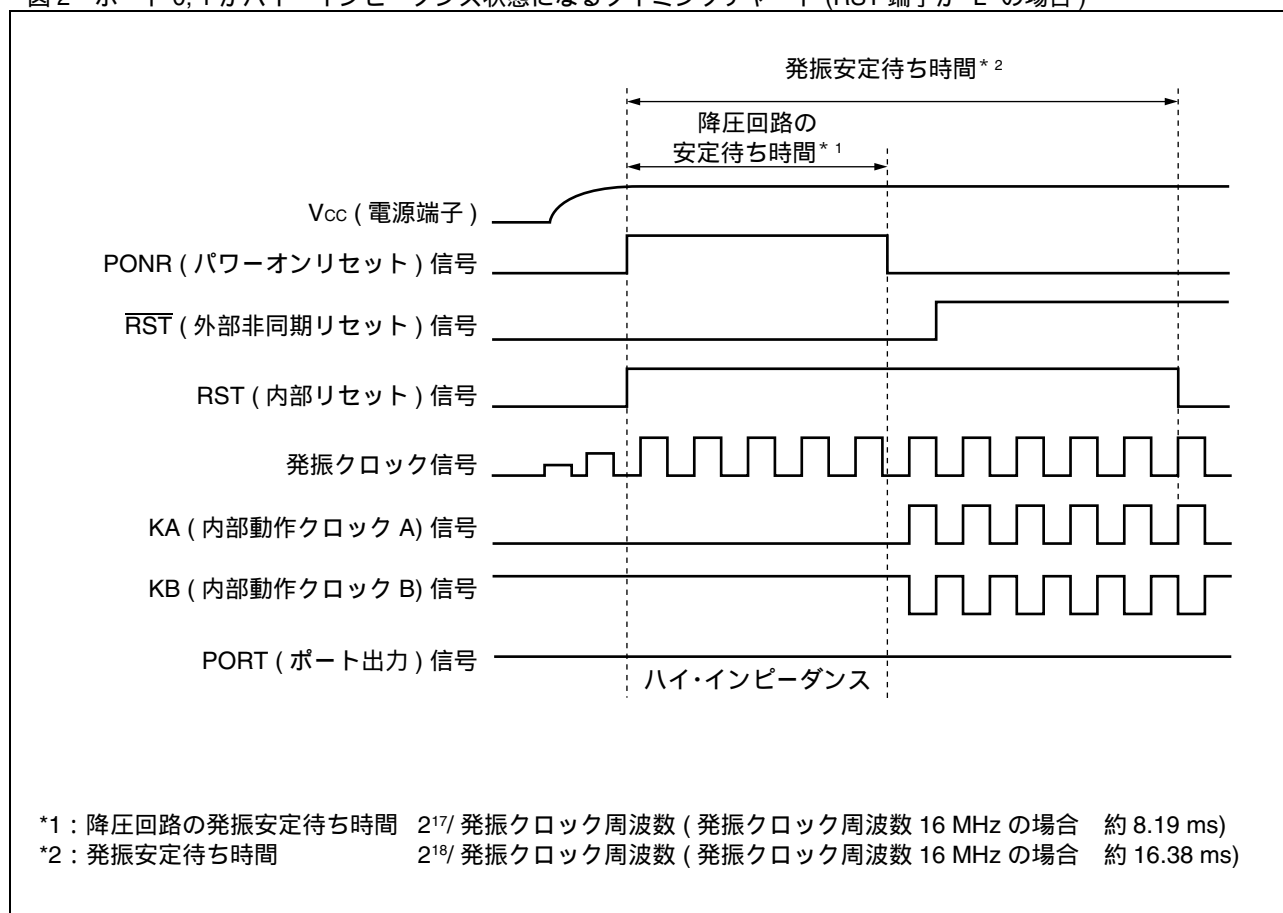 発振安定待ち時間*2
降圧回路の
安定待ち時間*1
Vcc ( 電源端子 )
PONR ( パワーオンリセット ) 信号
R̅S̅T̅ ( 外部非同期リセット ) 信号
RST ( 内部リセット ) 信号
発振クロック信号
KA ( 内部動作クロック A) 信号
KB ( 内部動作クロック B) 信号
PORT ( ポート出力 ) 信号
ハイ・インピーダンス
*1 : 降圧回路の発振安定待ち時間 2¹⁷/ 発振クロック周波数 ( 発振クロック周波数 16 MHz の場合 約 8.19 ms)
*2 : 発振安定待ち時間 2¹⁸/ 発振クロック周波数 ( 発振クロック周波数 16 MHz の場合 約 16.38 ms)